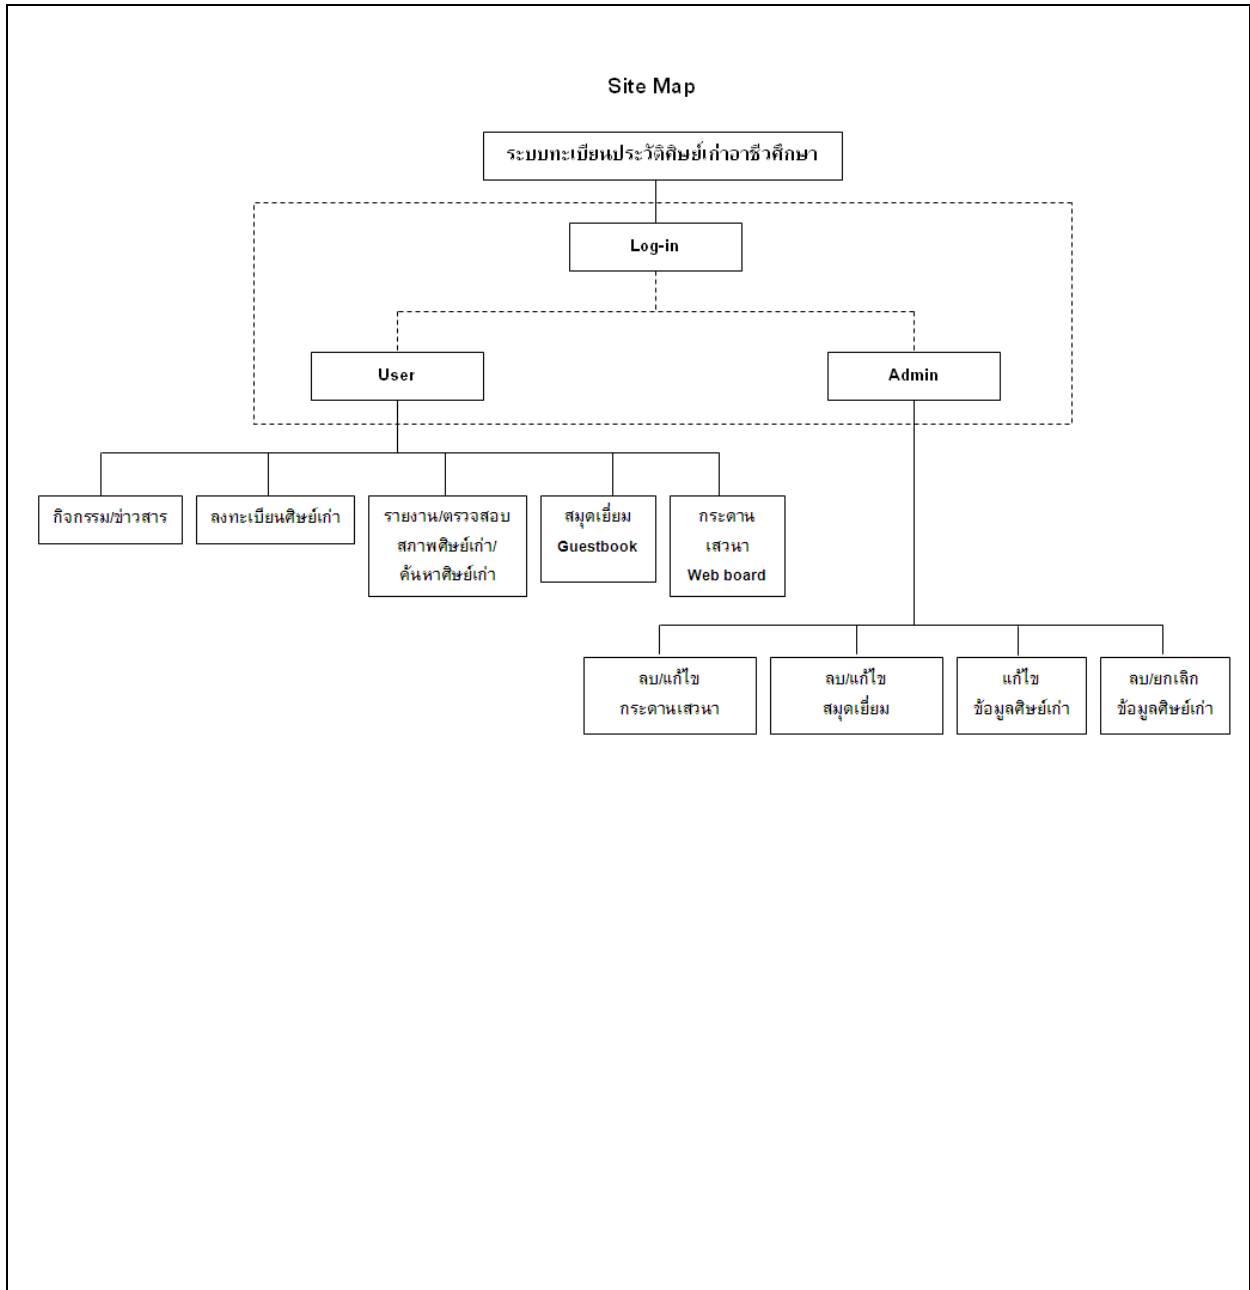 Site Map
ระบบทะเบียนประวัติศิษย์เก่าอาชีวศึกษา
Log-in
User
Admin
กิจกรรม/ข่าวสาร
ลงทะเบียนศิษย์เก่า
รายงาน/ตรวจสอบ
สภาพศิษย์เก่า/
ค้นหาศิษย์เก่า
สมุดเยี่ยม
Guestbook
กระดาน
เสวนา
Web board
ลบ/แก้ไข
กระดานเสวนา
ลบ/แก้ไข
สมุดเยี่ยม
แก้ไข
ข้อมูลศิษย์เก่า
ลบ/ยกเลิก
ข้อมูลศิษย์เก่า